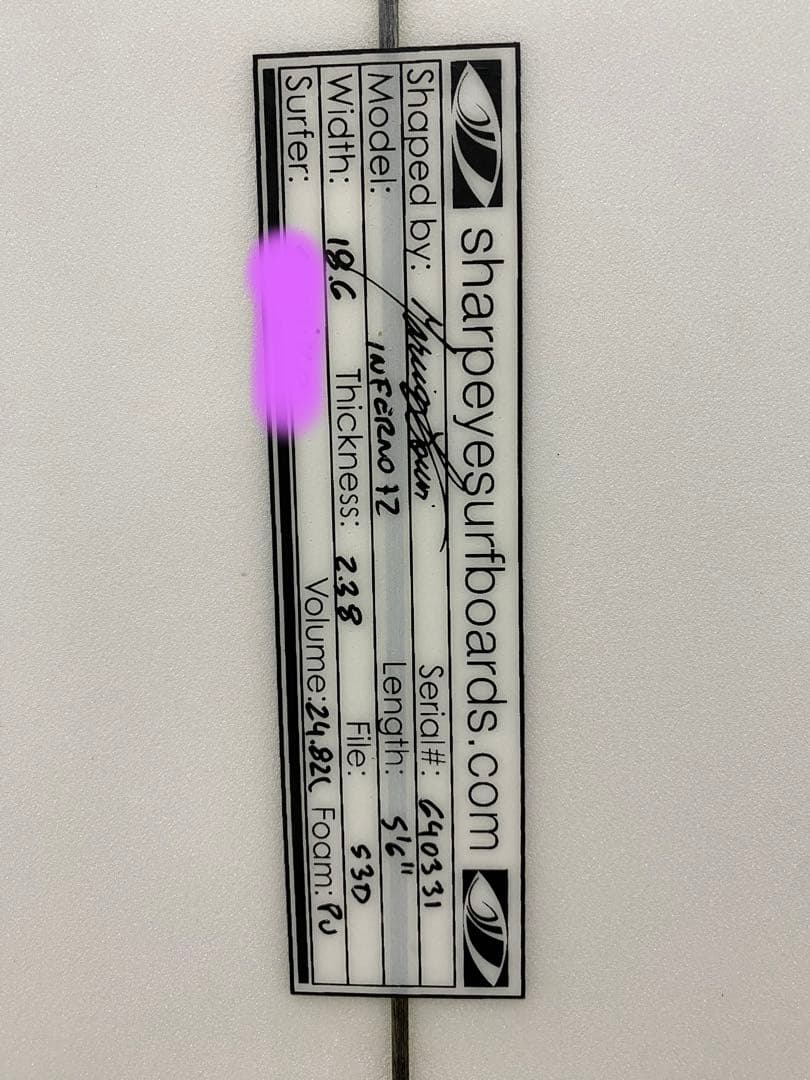 sharpeyesurfboards.com
Shaped by: Serial#: 640331
Model: INFERNO 72 Length: 5'6"
Width: 18.6 Thickness: 2.38 File: S3D
Surfer: Volume: 24.82L Foam: PU